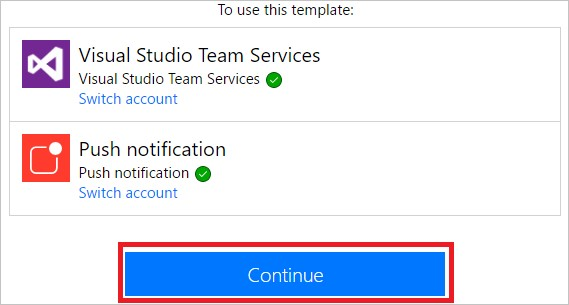 To use this template:
Visual Studio Team Services
Visual Studio Team Services
Switch account
Push notification
Push notification
Switch account
Continue